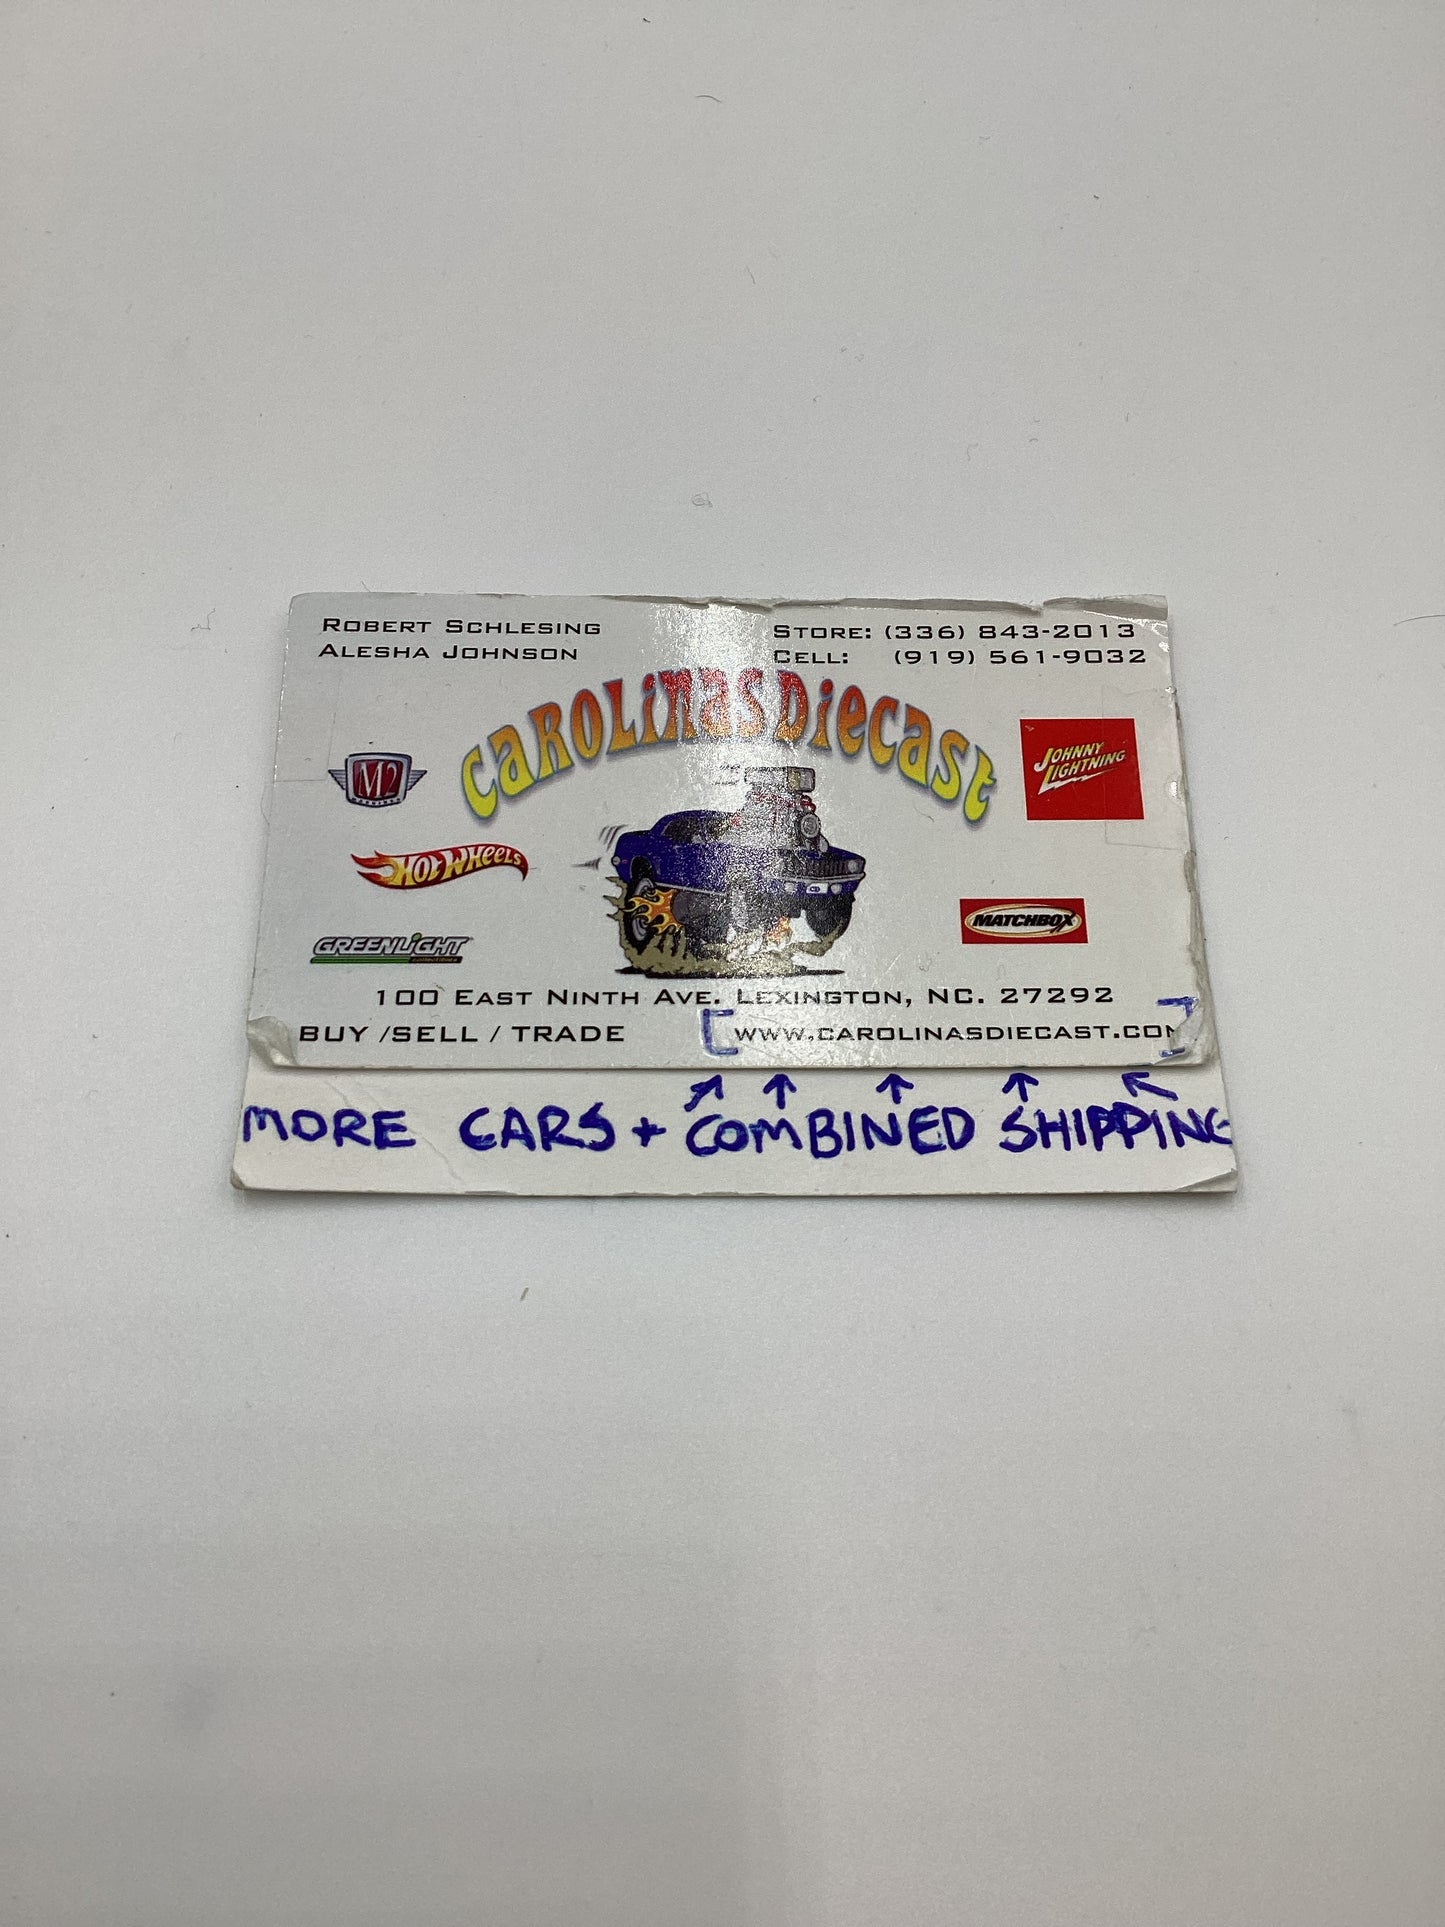 ROBERT SCHLESING
ALESHA JOHNSON
STORE: (336) 843-2013
CELL: (919) 561-9032
CAROLINAS DIECAST
M2
JOHNNY
LIGHTNING
HOT WHEELS
MATCHBOX
GREENLIGHT
100 EAST NINTH AVE. LEXINGTON, NC. 27292
BUY /SELL / TRADE
[WWW.CAROLINASDIECAST.COM]
MORE CARS + COMBINED SHIPPING